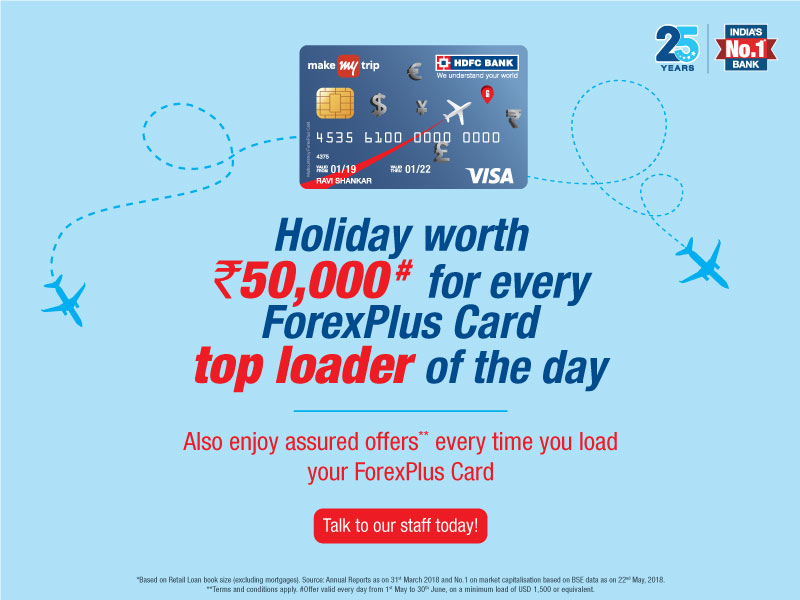 25
YEARS
INDIA'S
No.1*
BANK
make my trip
HDFC BANK
We understand your world
€
$ ¥ ₹
4535 6100 0000 0000
£
4375
VALID FROM 01/19 VALID THRU 01/22
RAVI SHANKAR
VISA
Holiday worth
₹50,000# for every
ForexPlus Card
top loader of the day
Also enjoy assured offers** every time you load
your ForexPlus Card
Talk to our staff today!
*Based on Retail Loan book size (excluding mortgages). Source: Annual Reports as on 31st March 2018 and No.1 on market capitalisation based on BSE data as on 22nd May, 2018.
**Terms and conditions apply. #Offer valid every day from 1st May to 30th June, on a minimum load of USD 1,500 or equivalent.